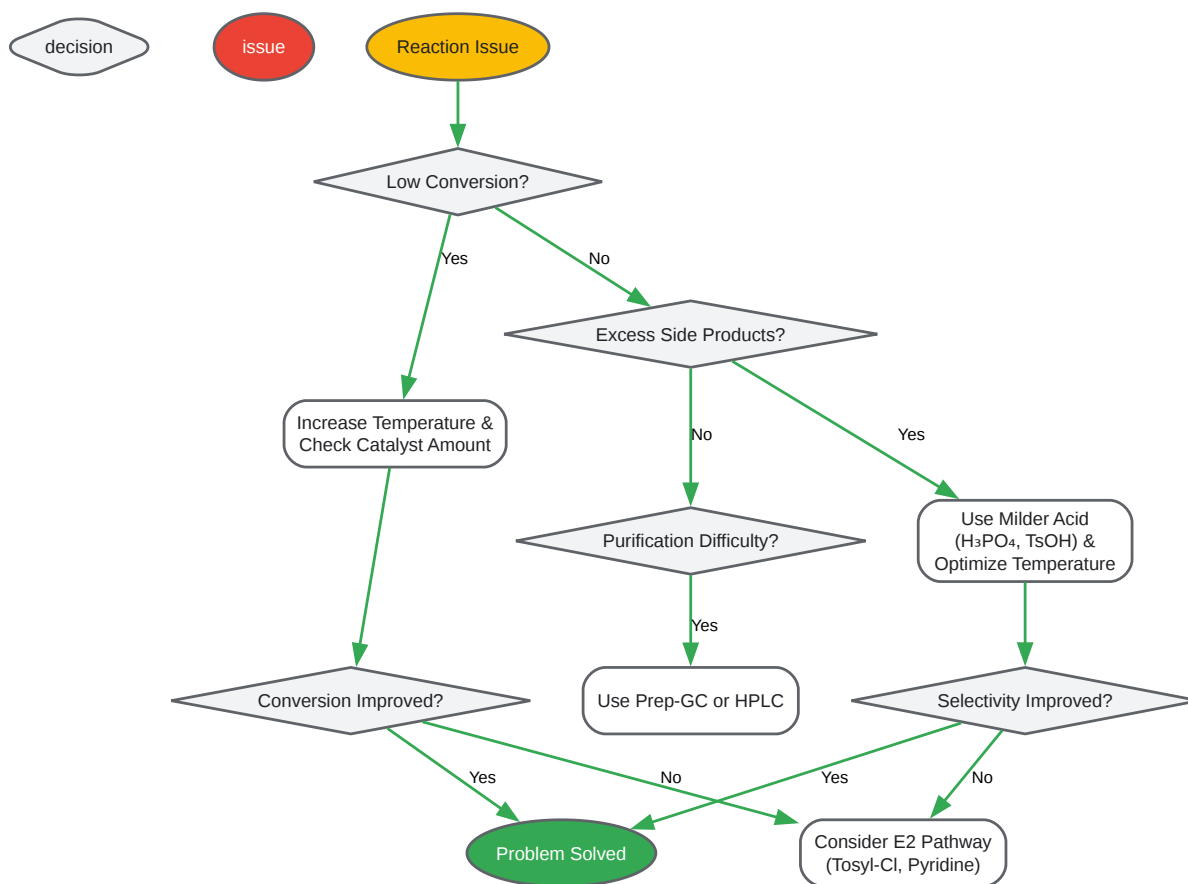 decision
issue
Reaction Issue
Low Conversion?
Yes
No
Excess Side Products?
Increase Temperature &
Check Catalyst Amount
No
Yes
Purification Difficulty?
Use Milder Acid
(H₃PO₄, TsOH) &
Optimize Temperature
Yes
Conversion Improved?
Use Prep-GC or HPLC
Selectivity Improved?
Yes
No
Yes
No
Problem Solved
Consider E2 Pathway
(Tosyl-Cl, Pyridine)